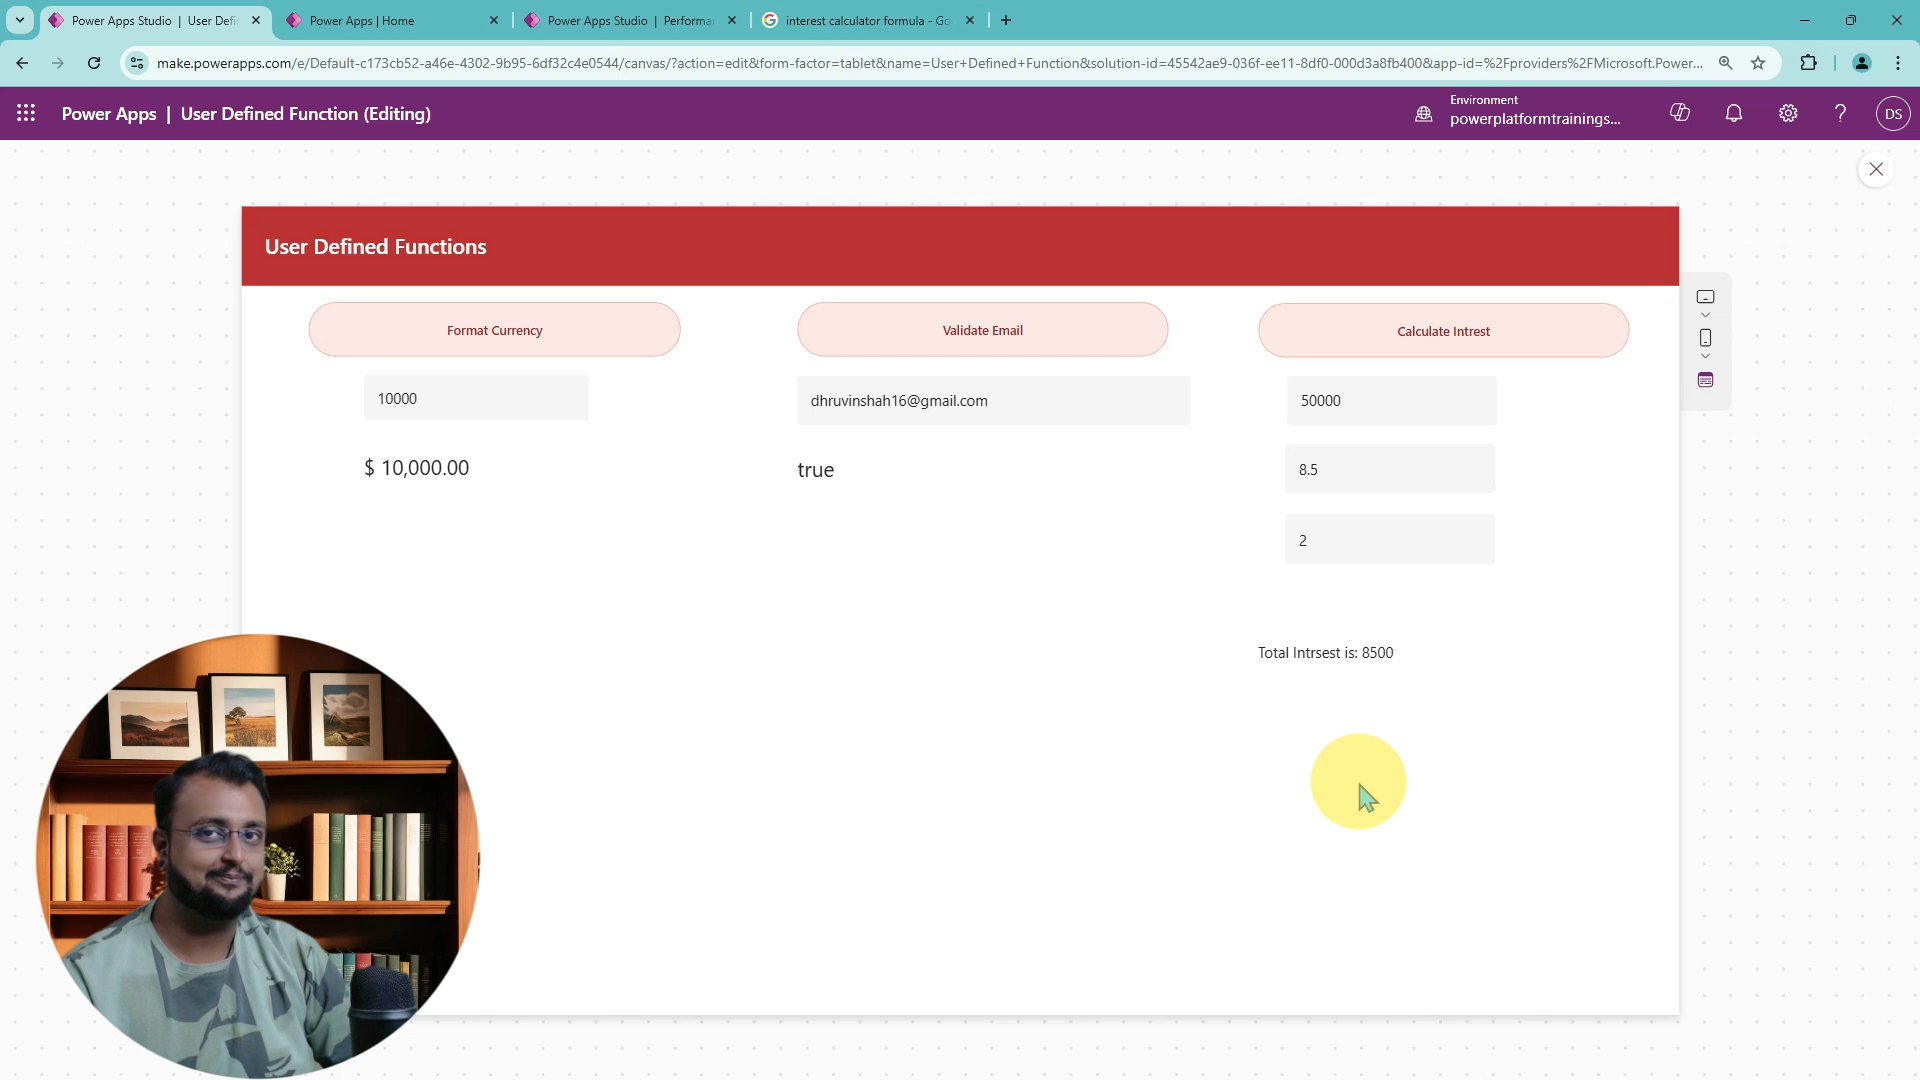 Power Apps Studio | User Defi
Power Apps | Home
Power Apps Studio | Performa
interest calculator formula - Go
make.powerapps.com/e/Default-c173cb52-a46e-4302-9b95-6df32c4e0544/canvas/?action=edit&form-factor=tablet&name=User+Defined+Function&solution-id=45542ae9-036f-ee11-8df0-000d3a8fb400&app-id=%2Fproviders%2FMicrosoft.Power...
Power Apps | User Defined Function (Editing)
Environment
powerplatformtrainings...
DS
User Defined Functions
Format Currency
Validate Email
Calculate Intrest
10000
dhruvinshah16@gmail.com
50000
$ 10,000.00
true
8.5
2
Total Intrsest is: 8500